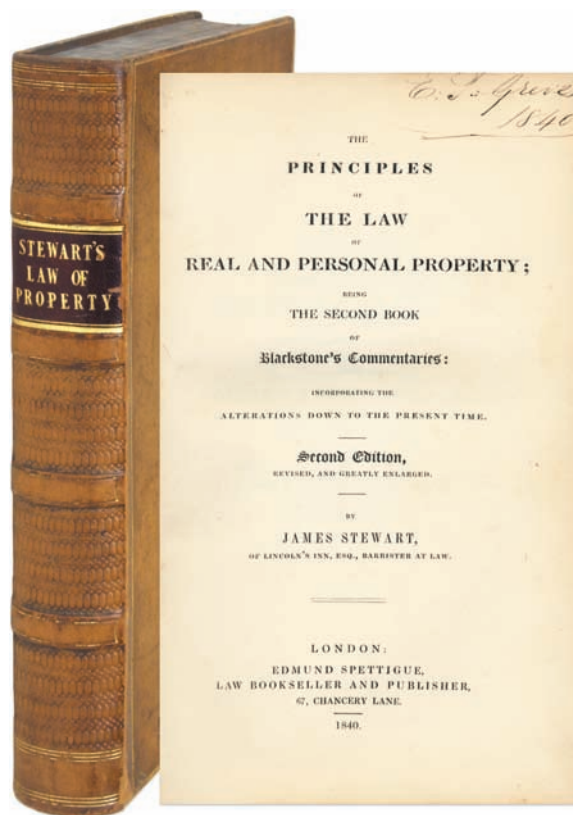 STEWART'S
LAW OF
PROPERTY
1840
THE
PRINCIPLES
OF
THE LAW
OF
REAL AND PERSONAL PROPERTY;
BEING
THE SECOND BOOK
OF
Blackstone's Commentaries:
INCORPORATING THE
ALTERATIONS DOWN TO THE PRESENT TIME.
Second Edition,
REVISED, AND GREATLY ENLARGED.
BY
JAMES STEWART,
OF LINCOLN'S INN, ESQ., BARRISTER AT LAW.
LONDON:
EDMUND SPETTIGUE,
LAW BOOKSELLER AND PUBLISHER,
67, CHANCERY LANE.
1840.